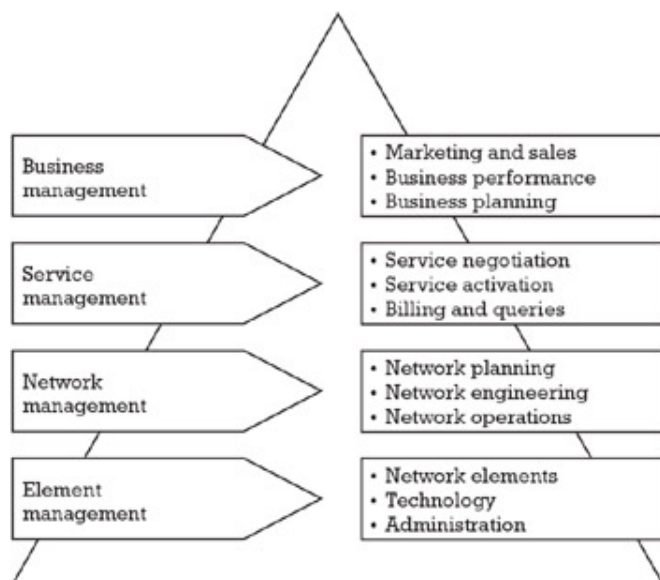 Business
management
• Marketing and sales
• Business performance
• Business planning
Service
management
• Service negotiation
• Service activation
• Billing and queries
Network
management
• Network planning
• Network engineering
• Network operations
Element
management
• Network elements
• Technology
• Administration